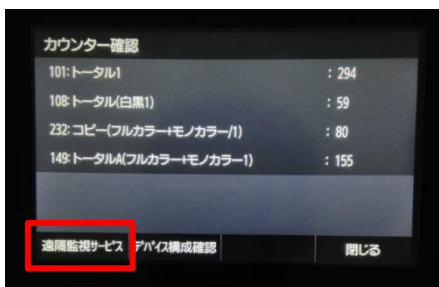 カウンター確認
101: トータル1 : 294
108: トータル(白黒1) : 59
232: コピー(フルカラー+モノカラー/1) : 80
149: トータルA(フルカラー+モノカラー1) : 155
遠隔監視サービス デバイス構成確認 閉じる